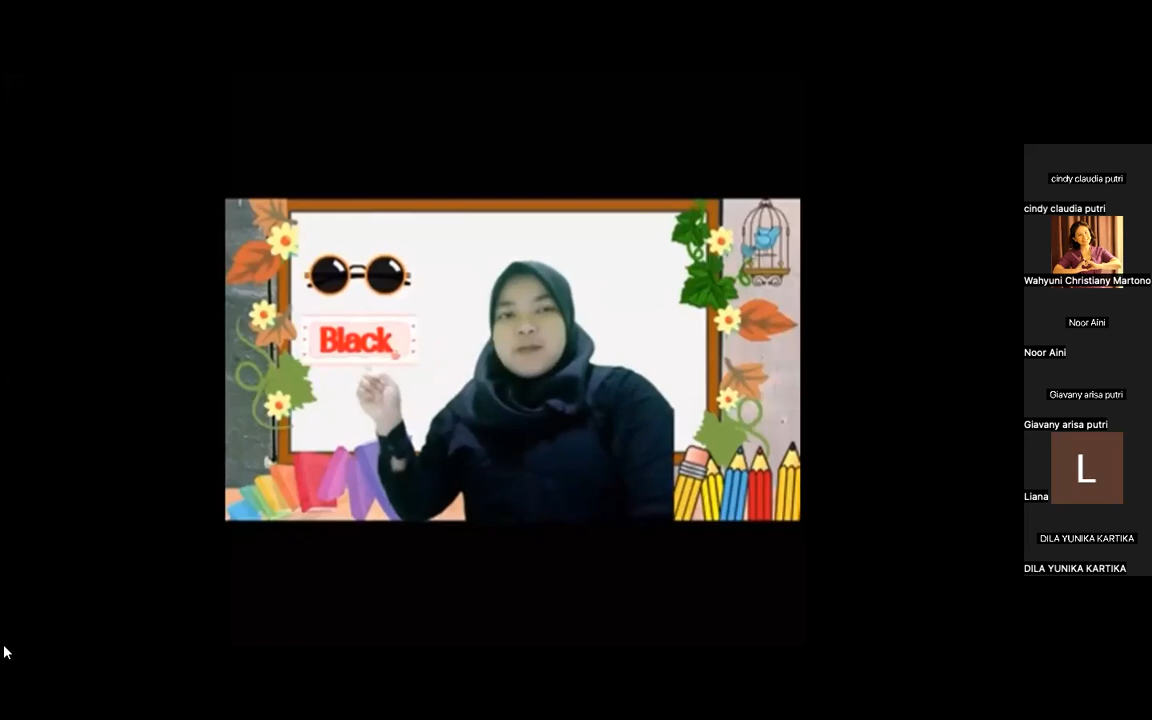 Black
cindy claudia putri
cindy claudia putri
Wahyuni Christiany Martono
Noor Aini
Noor Aini
Giavany arisa putri
Giavany arisa putri
L
Liana
DILA YUNIKA KARTIKA
DILA YUNIKA KARTIKA